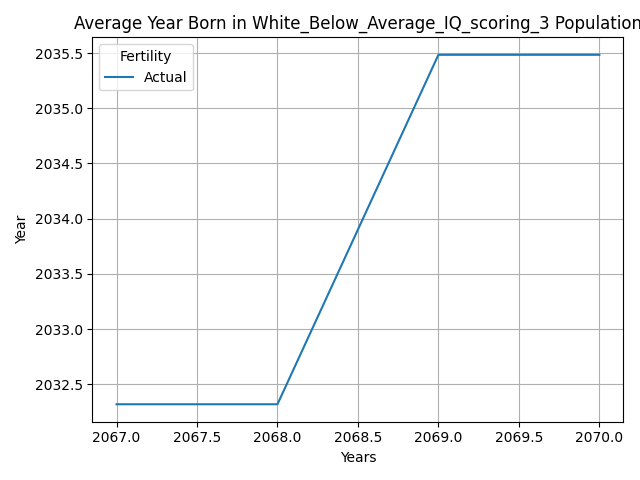 Average Year Born in White_Below_Average_IQ_scoring_3 Population
Fertility
Actual
2035.5
2035.0
2034.5
2034.0
2033.5
2033.0
2032.5
Year
2067.0 2067.5 2068.0 2068.5 2069.0 2069.5 2070.0
Years